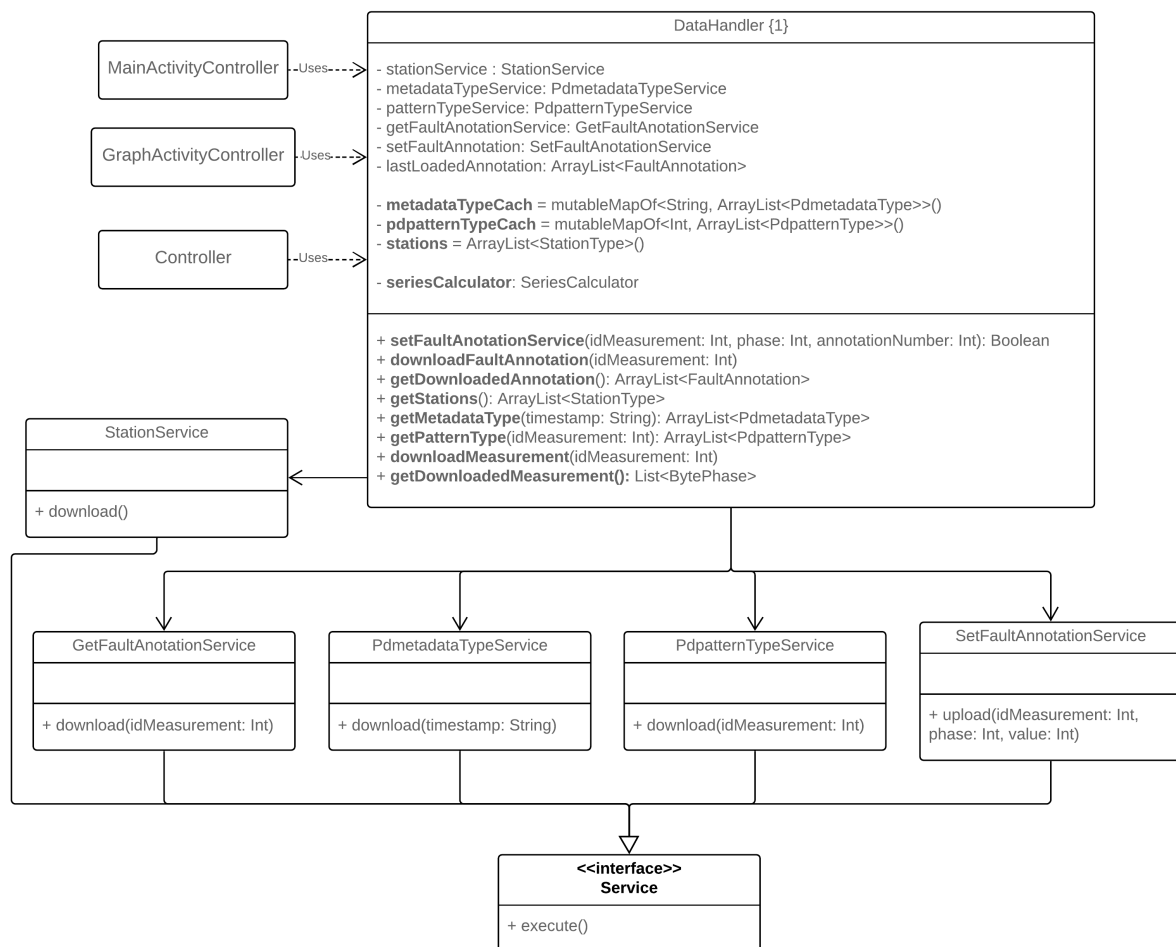 DataHandler {1}
MainActivityController
Uses
- stationService : StationService
- metadataTypeService: PdmetadataTypeService
- patternTypeService: PdpatternTypeService
- getFaultAnotationService: GetFaultAnotationService
- setFaultAnnotation: SetFaultAnotationService
- lastLoadedAnnotation: ArrayList<FaultAnnotation>
GraphActivityController
Uses
- metadataTypeCach = mutableMapOf<String, ArrayList<PdmetadataType>>()
- pdpatternTypeCach = mutableMapOf<Int, ArrayList<PdpatternType>>()
- stations = ArrayList<StationType>()
Controller
Uses
- seriesCalculator: SeriesCalculator
+ setFaultAnotationService(idMeasurement: Int, phase: Int, annotationNumber: Int): Boolean
+ downloadFaultAnnotation(idMeasurement: Int)
+ getDownloadedAnnotation(): ArrayList<FaultAnnotation>
+ getStations(): ArrayList<StationType>
+ getMetadataType(timestamp: String): ArrayList<PdmetadataType>
+ getPatternType(idMeasurement: Int): ArrayList<PdpatternType>
+ downloadMeasurement(idMeasurement: Int)
+ getDownloadedMeasurement(): List<BytePhase>
StationService
+ download()
GetFaultAnotationService
+ download(idMeasurement: Int)
PdmetadataTypeService
+ download(timestamp: String)
PdpatternTypeService
+ download(idMeasurement: Int)
SetFaultAnnotationService
+ upload(idMeasurement: Int,
phase: Int, value: Int)
<<interface>>
Service
+ execute()